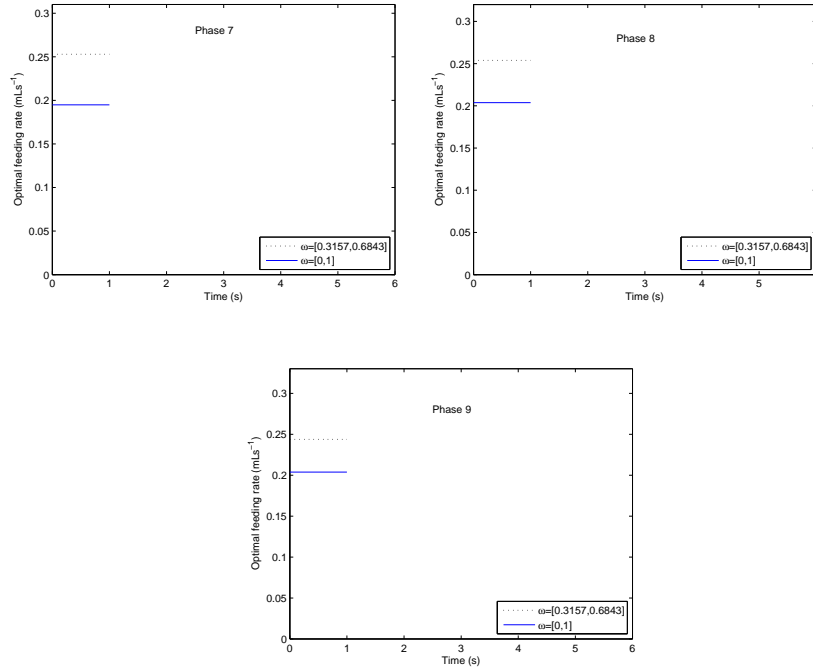 Phase 7
Optimal feeding rate (mLs⁻¹)
0.3
0.25
0.2
0.15
0.1
0.05
0
0 1 2 3 4 5 6
Time (s)
ω=[0.3157,0.6843]
ω=[0,1]
Phase 8
Optimal feeding rate (mLs⁻¹)
0.3
0.25
0.2
0.15
0.1
0.05
0
0 1 2 3 4 5
Time (s)
ω=[0.3157,0.6843]
ω=[0,1]
Phase 9
Optimal feeding rate (mLs⁻¹)
0.3
0.25
0.2
0.15
0.1
0.05
0
0 1 2 3 4 5 6
Time (s)
ω=[0.3157,0.6843]
ω=[0,1]